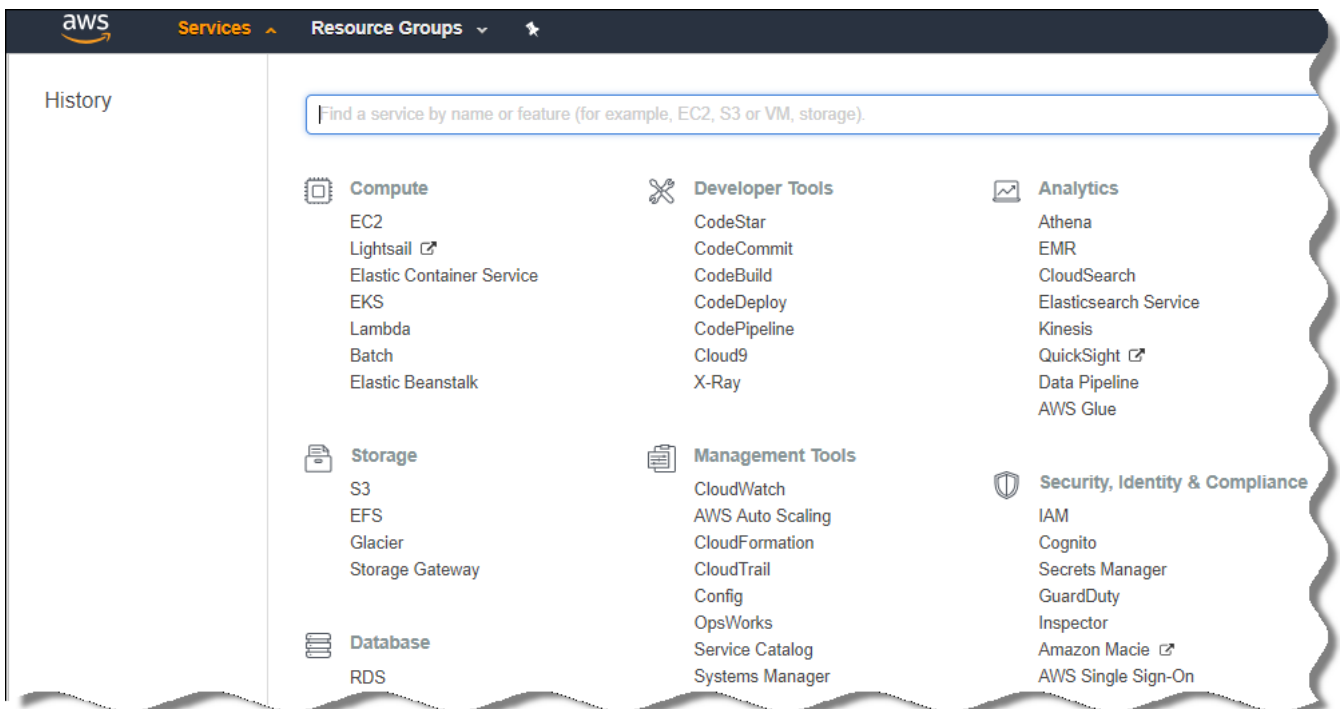 aws Services Resource Groups
History
Find a service by name or feature (for example, EC2, S3 or VM, storage).
Compute
EC2
Lightsail
Elastic Container Service
EKS
Lambda
Batch
Elastic Beanstalk
Storage
S3
EFS
Glacier
Storage Gateway
Database
RDS
Developer Tools
CodeStar
CodeCommit
CodeBuild
CodeDeploy
CodePipeline
Cloud9
X-Ray
Management Tools
CloudWatch
AWS Auto Scaling
CloudFormation
CloudTrail
Config
OpsWorks
Service Catalog
Systems Manager
Analytics
Athena
EMR
CloudSearch
Elasticsearch Service
Kinesis
QuickSight
Data Pipeline
AWS Glue
Security, Identity & Compliance
IAM
Cognito
Secrets Manager
GuardDuty
Inspector
Amazon Macie
AWS Single Sign-On